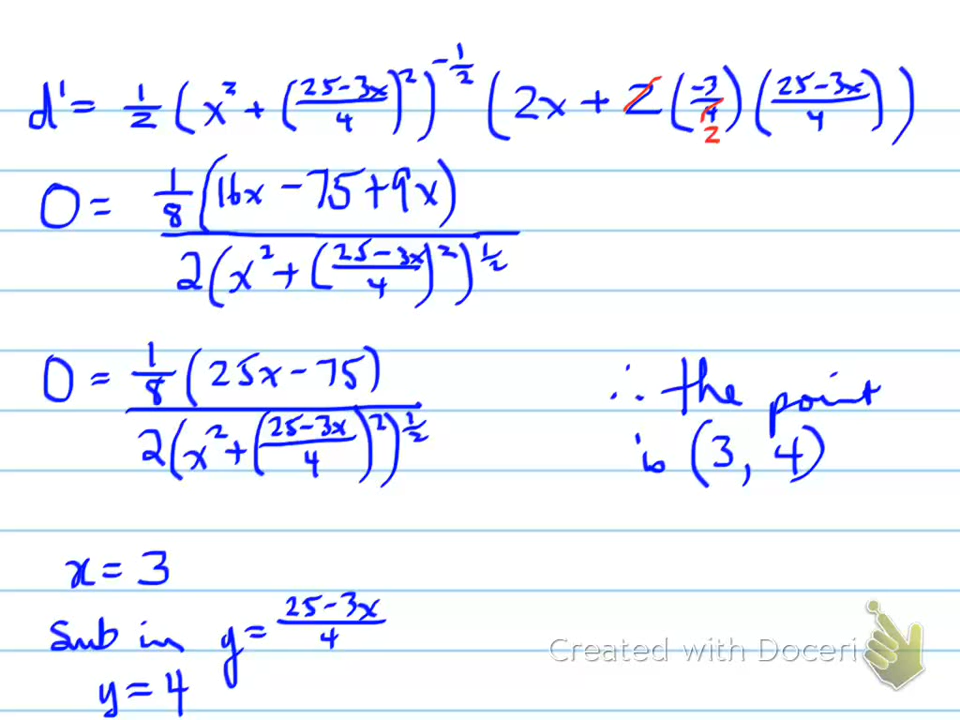 d' = 1/2 (x² + ((25-3x)/4)²)^(-1/2) (2x + 2(-3/4)((25-3x)/4))
2
0 = 1/8 (16x - 75 + 9x) / 2(x² + ((25-3x)/4)²)^(1/2)
0 = 1/8 (25x - 75) / 2(x² + ((25-3x)/4)²)^(1/2)
∴ the point
is (3, 4)
x = 3
Sub in y = (25-3x)/4
y = 4
Created with Doceri